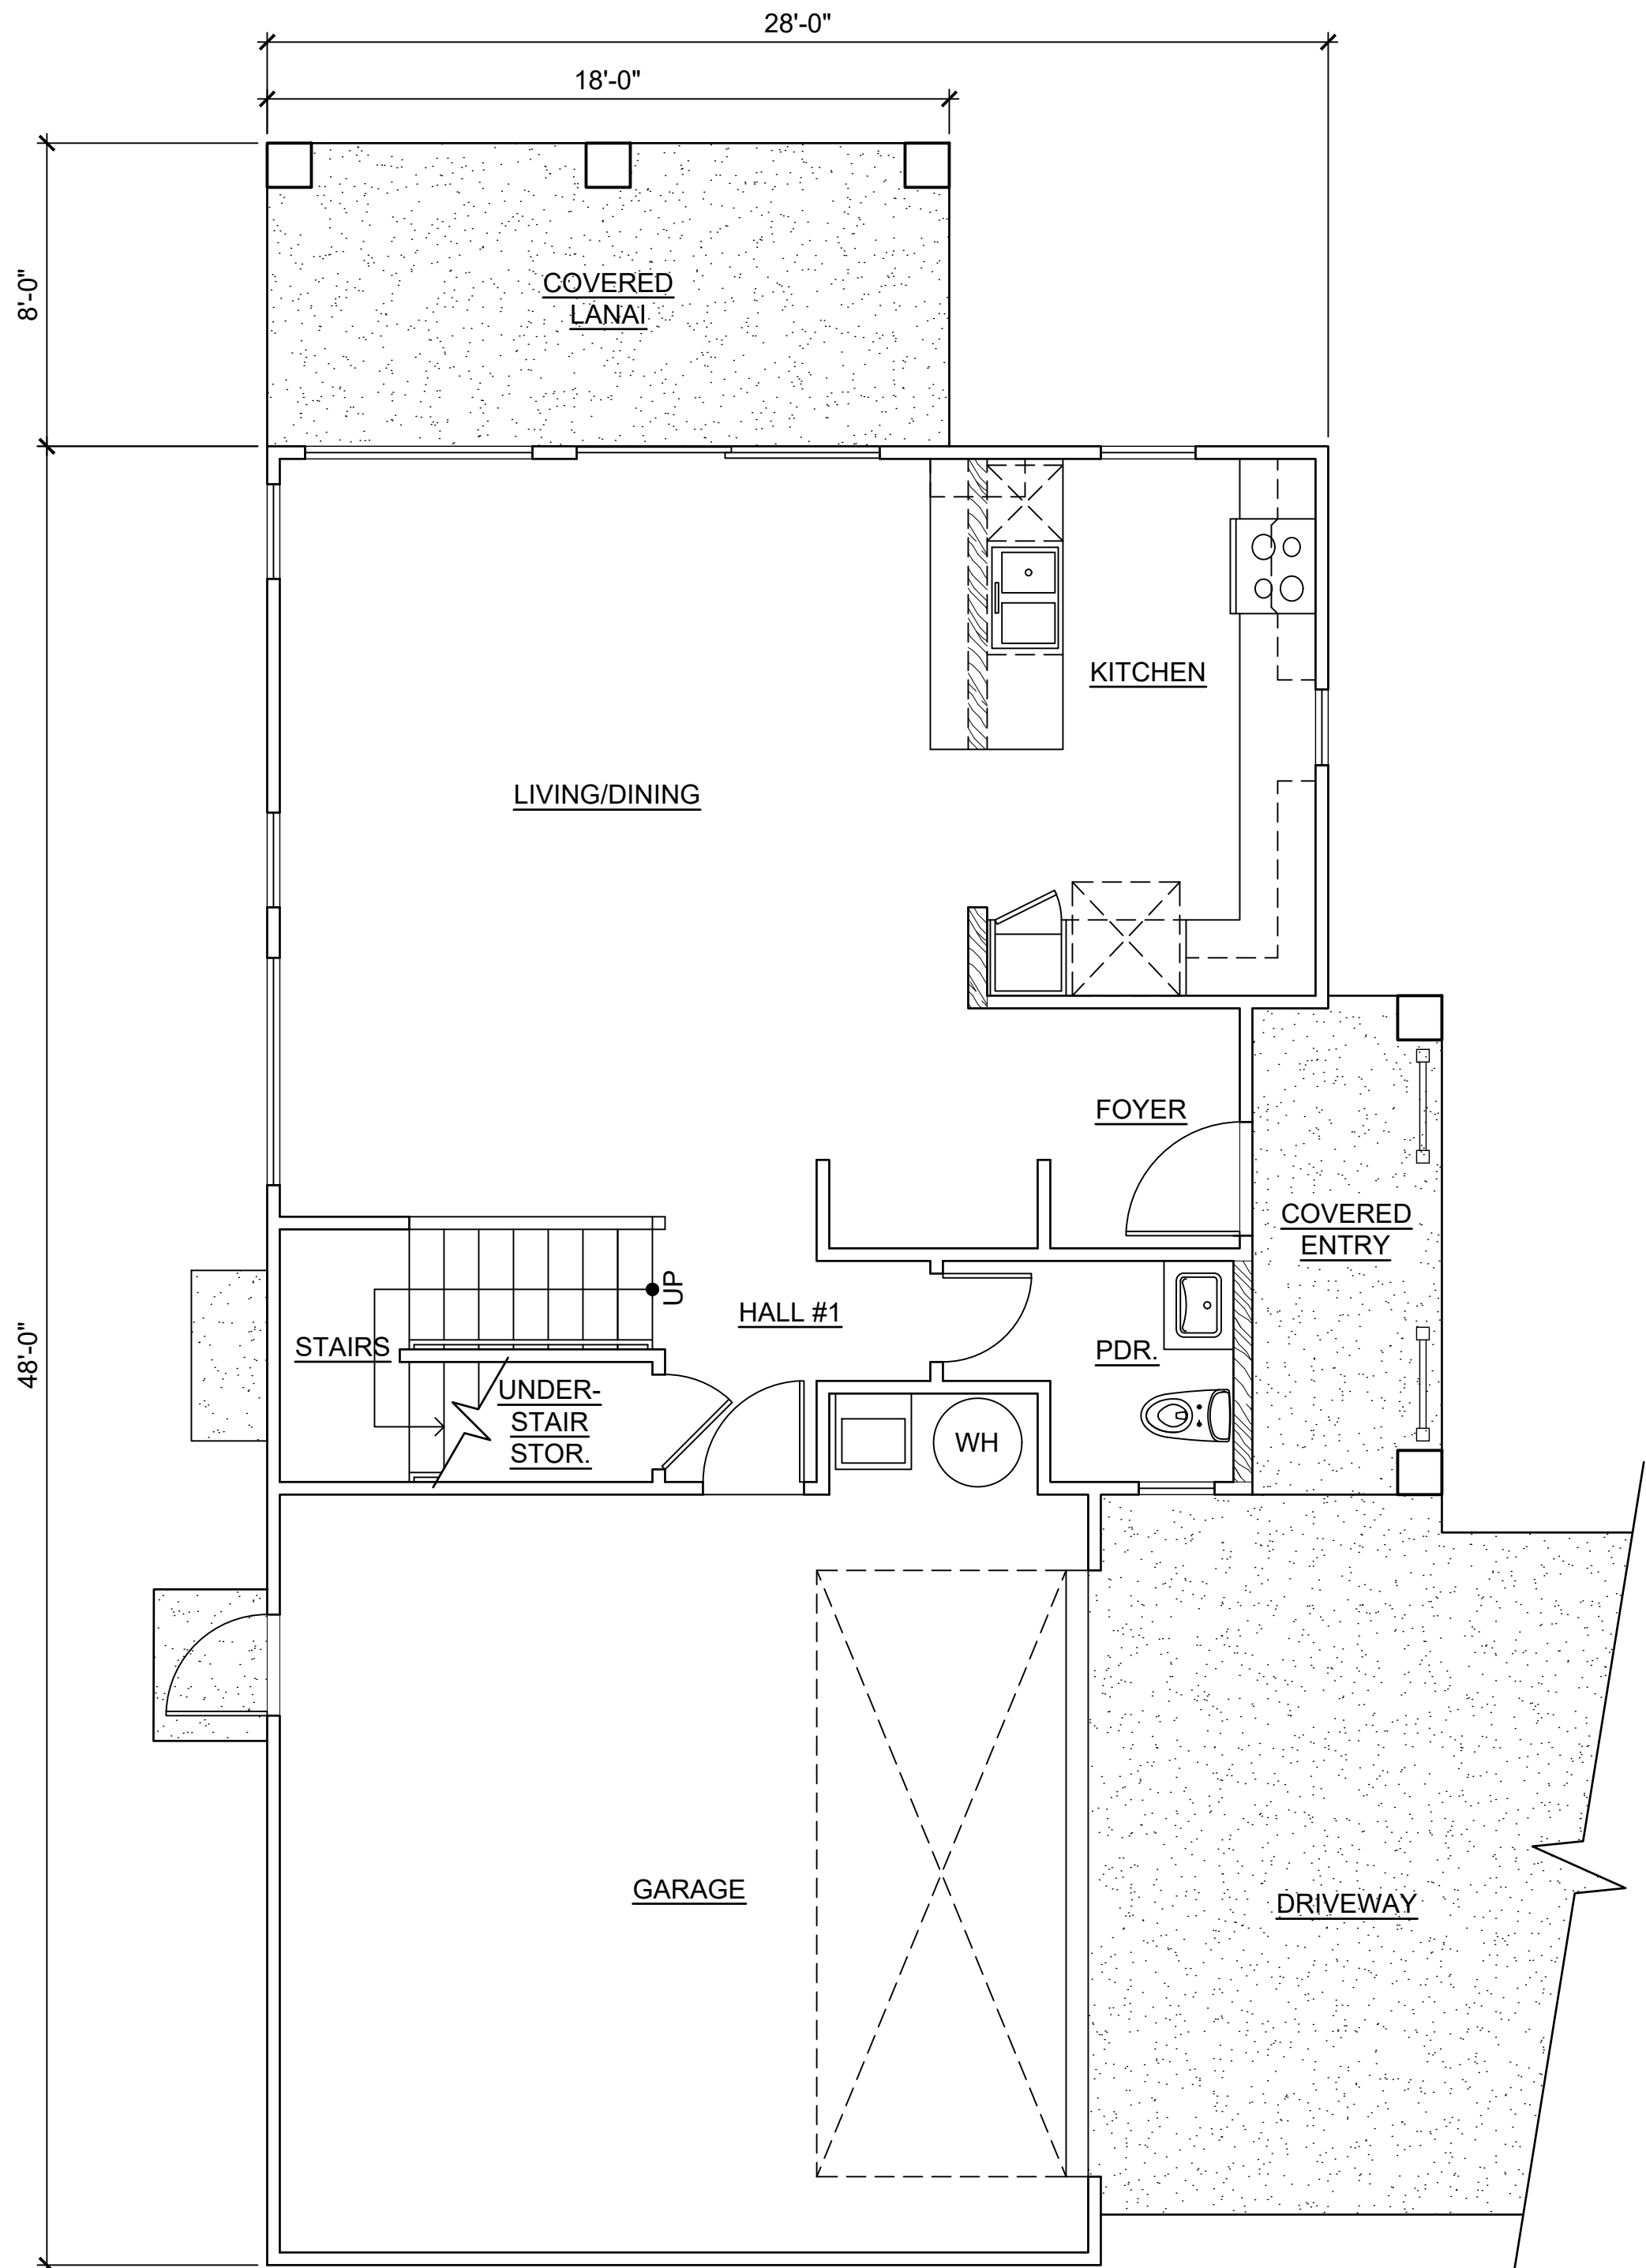 28'-0"
18'-0"
8'-0"
COVERED
LANAI
KITCHEN
LIVING/DINING
FOYER
COVERED
ENTRY
UP
HALL #1
STAIRS
PDR.
UNDER-
STAIR
STOR.
WH
48'-0"
GARAGE
DRIVEWAY